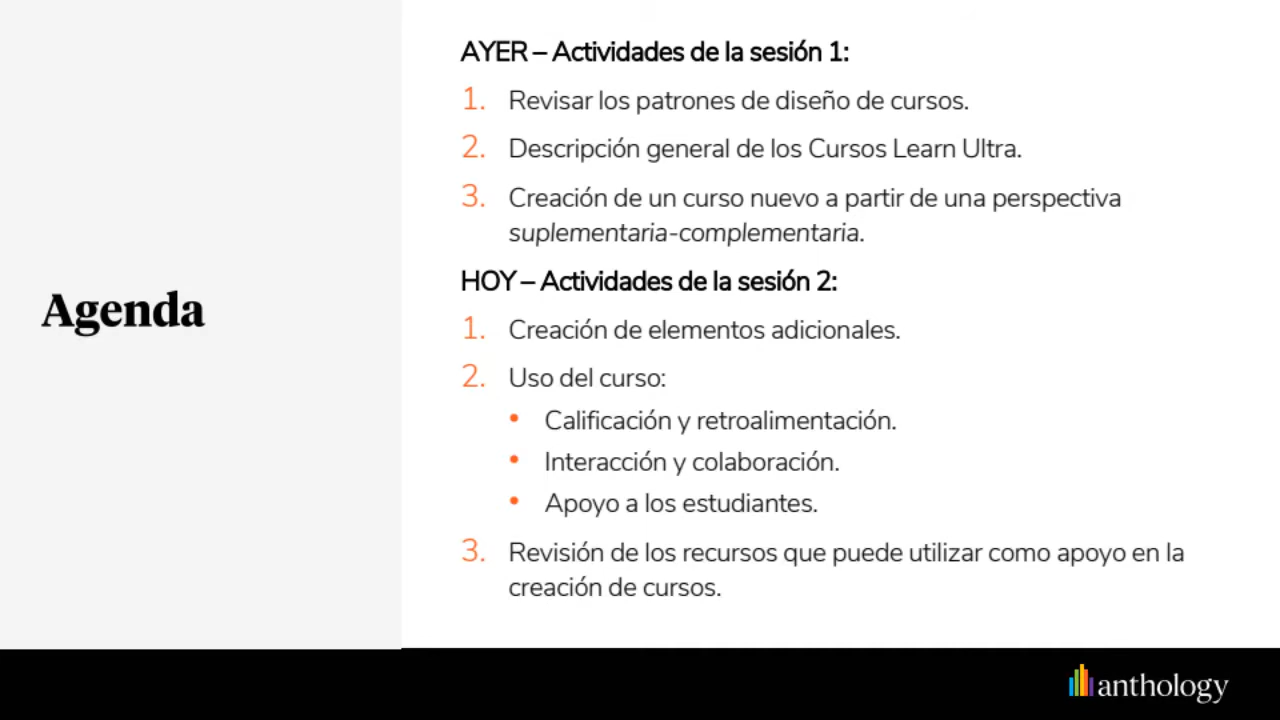 Agenda
AYER – Actividades de la sesión 1:
1. Revisar los patrones de diseño de cursos.
2. Descripción general de los Cursos Learn Ultra.
3. Creación de un curso nuevo a partir de una perspectiva
suplementaria-complementaria.
HOY – Actividades de la sesión 2:
1. Creación de elementos adicionales.
2. Uso del curso:
• Calificación y retroalimentación.
• Interacción y colaboración.
• Apoyo a los estudiantes.
3. Revisión de los recursos que puede utilizar como apoyo en la
creación de cursos.
anthology